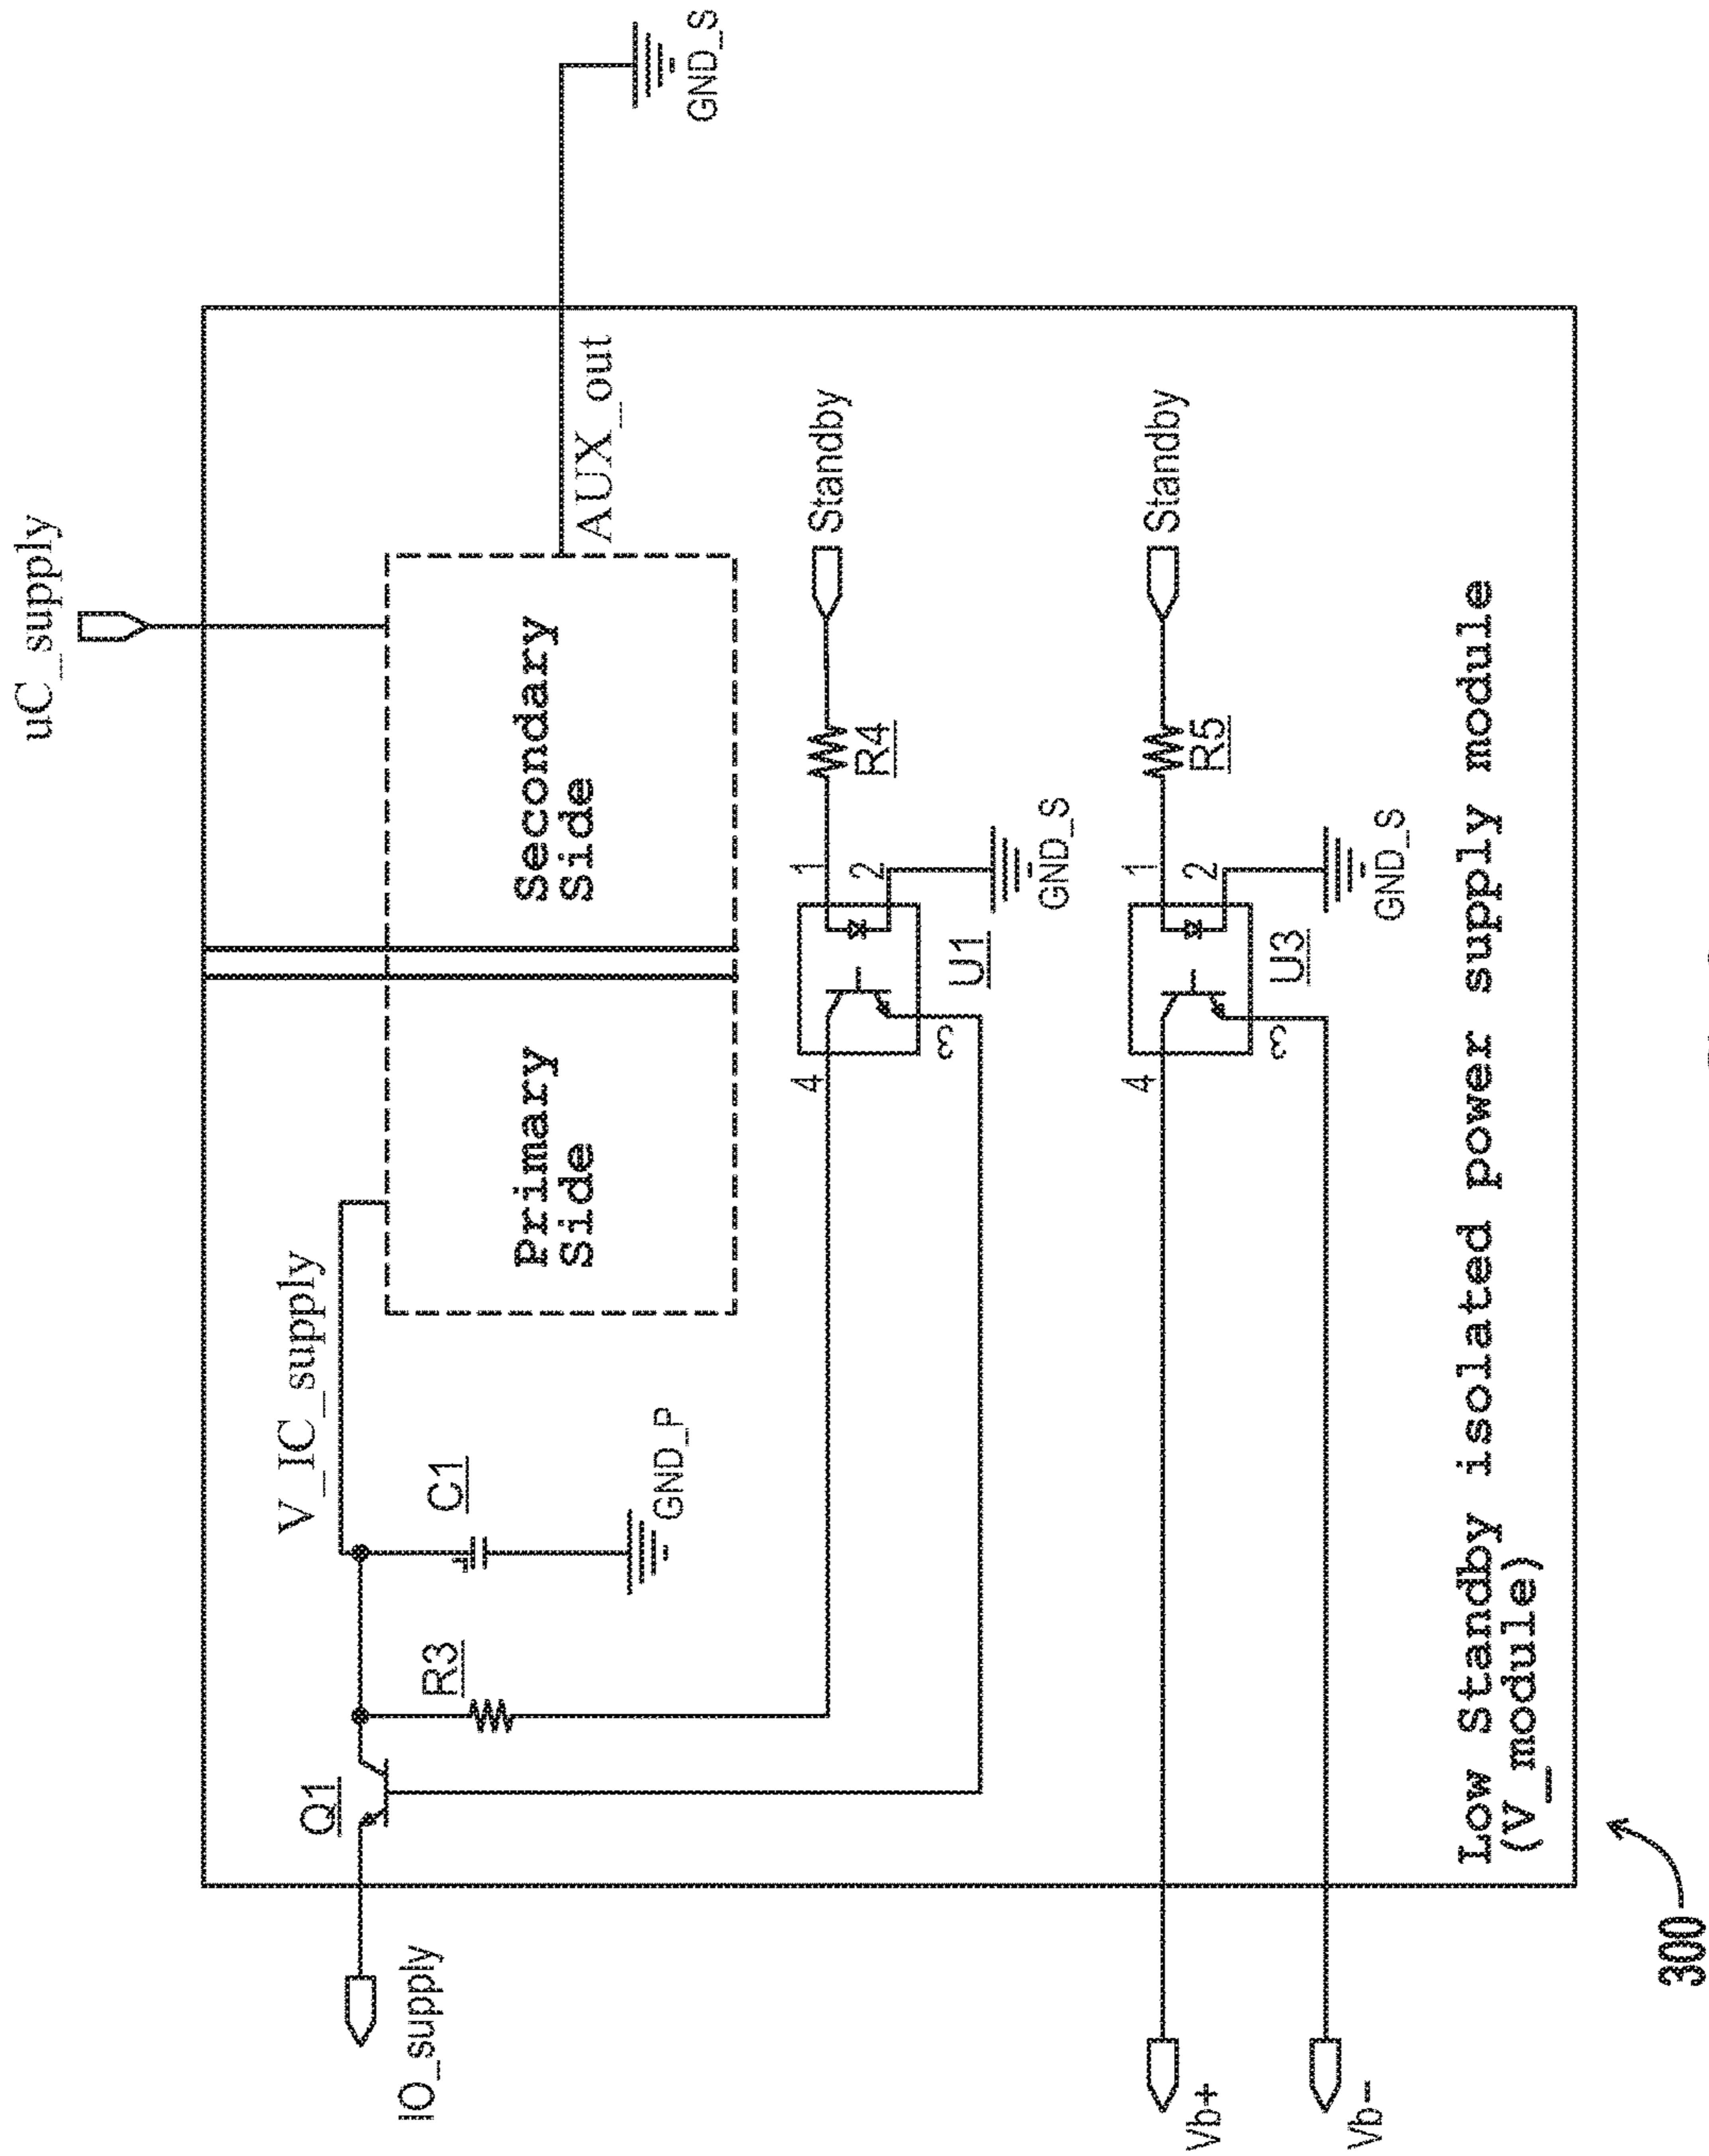 uC_supply
GND_S
AUX_out
Secondary
Side
Primary
Side
V_IC_supply
C1
GND_P
R3
Q1
IO_supply
Standby
R4
1
2
GND_S
U1
4
3
Standby
R5
1
2
GND_S
U3
4
3
Vb+
Vb-
Low Standby isolated power supply module
(V_module)
300